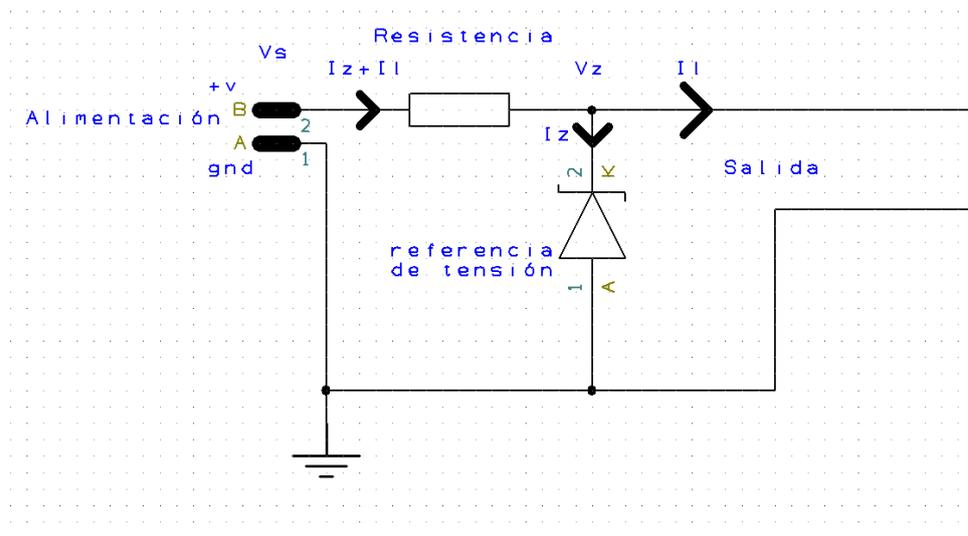 Resistencia
Vs
Iz+Il
Vz
Il
+v
Alimentación
B
2
Iz
A
1
gnd
2
K
Salida
referencia
de tensión
1
A